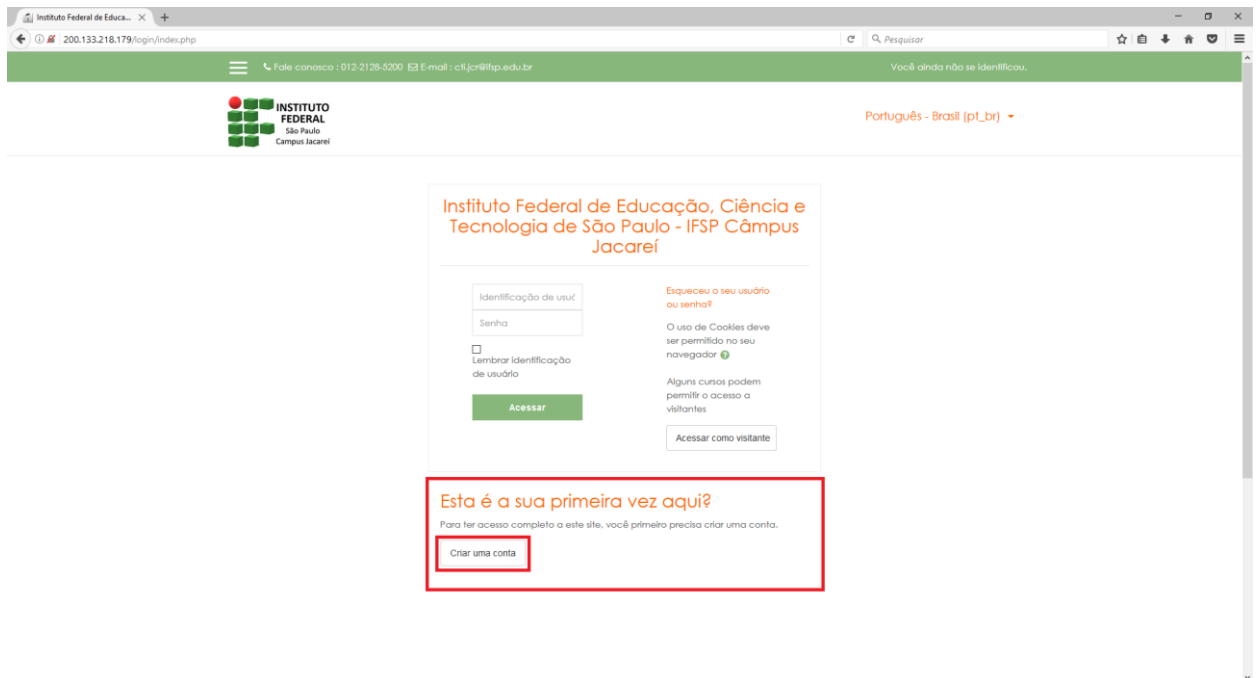 Instituto Federal de Educa...
200.133.218.179/login/index.php
Pesquisar
Fale conosco : 012-2128-5200 E-mail : cti.jcr@ifsp.edu.br
Você ainda não se identificou.
INSTITUTO
FEDERAL
São Paulo
Campus Jacareí
Português - Brasil (pt_br)
Instituto Federal de Educação, Ciência e
Tecnologia de São Paulo - IFSP Câmpus
Jacareí
Identificação de usuá
Senha
Lembrar identificação
de usuário
Acessar
Esqueceu o seu usuário
ou senha?
O uso de Cookies deve
ser permitido no seu
navegador
Alguns cursos podem
permitir o acesso a
visitantes
Acessar como visitante
Esta é a sua primeira vez aqui?
Para ter acesso completo a este site, você primeiro precisa criar uma conta.
Criar uma conta